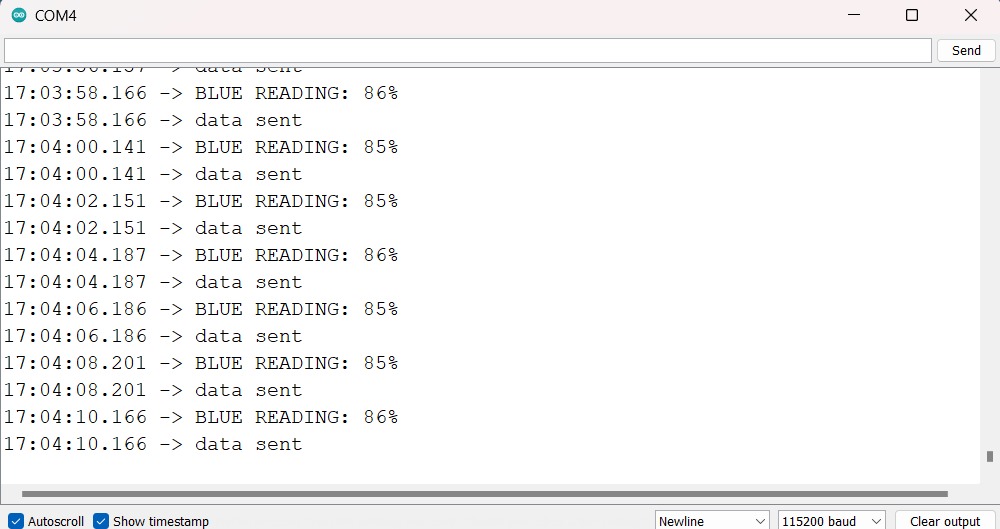 COM4
Send
data sent
17:03:58.166 -> BLUE READING: 86%
17:03:58.166 -> data sent
17:04:00.141 -> BLUE READING: 85%
17:04:00.141 -> data sent
17:04:02.151 -> BLUE READING: 85%
17:04:02.151 -> data sent
17:04:04.187 -> BLUE READING: 86%
17:04:04.187 -> data sent
17:04:06.186 -> BLUE READING: 85%
17:04:06.186 -> data sent
17:04:08.201 -> BLUE READING: 85%
17:04:08.201 -> data sent
17:04:10.166 -> BLUE READING: 86%
17:04:10.166 -> data sent
Autoscroll Show timestamp Newline 115200 baud Clear output